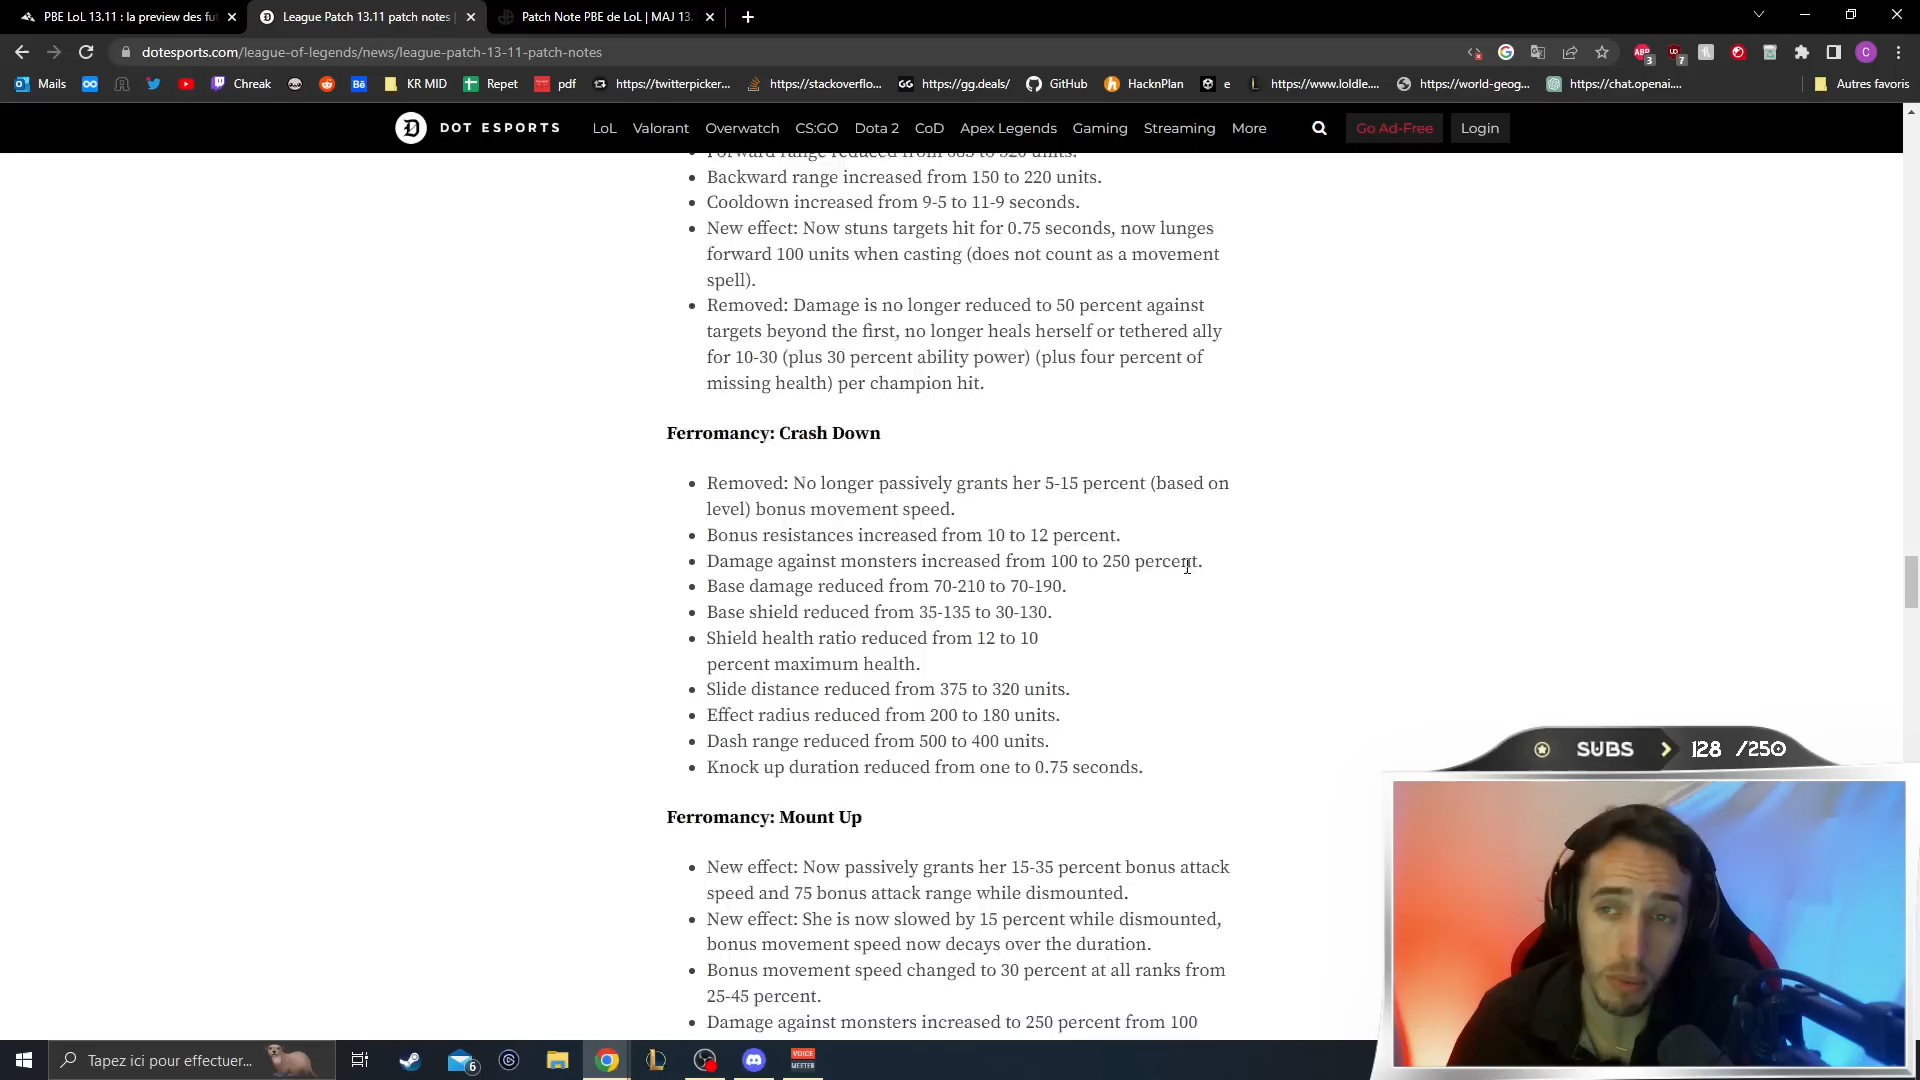 PBE LoL 13.11 : la preview des fu
League Patch 13.11 patch notes |
Patch Note PBE de LoL | MAJ 13.
dotesports.com/league-of-legends/news/league-patch-13-11-patch-notes
Mails
Chreak
KR MID
Repet
pdf
https://twitterpicker...
https://stackoverflo...
https://gg.deals/
GitHub
HacknPlan
e
https://www.loldle....
https://world-geog...
https://chat.openai....
Autres favoris
DOT ESPORTS
LoL Valorant Overwatch CS:GO Dota 2 CoD Apex Legends Gaming Streaming More
Go Ad-Free
Login
Backward range increased from 150 to 220 units.
Cooldown increased from 9-5 to 11-9 seconds.
New effect: Now stuns targets hit for 0.75 seconds, now lunges
forward 100 units when casting (does not count as a movement
spell).
Removed: Damage is no longer reduced to 50 percent against
targets beyond the first, no longer heals herself or tethered ally
for 10-30 (plus 30 percent ability power) (plus four percent of
missing health) per champion hit.
Ferromancy: Crash Down
Removed: No longer passively grants her 5-15 percent (based on
level) bonus movement speed.
Bonus resistances increased from 10 to 12 percent.
Damage against monsters increased from 100 to 250 percent.
Base damage reduced from 70-210 to 70-190.
Base shield reduced from 35-135 to 30-130.
Shield health ratio reduced from 12 to 10
percent maximum health.
Slide distance reduced from 375 to 320 units.
Effect radius reduced from 200 to 180 units.
Dash range reduced from 500 to 400 units.
Knock up duration reduced from one to 0.75 seconds.
Ferromancy: Mount Up
New effect: Now passively grants her 15-35 percent bonus attack
speed and 75 bonus attack range while dismounted.
New effect: She is now slowed by 15 percent while dismounted,
bonus movement speed now decays over the duration.
Bonus movement speed changed to 30 percent at all ranks from
25-45 percent.
Damage against monsters increased to 250 percent from 100
SUBS > 128 /250
Tapez ici pour effectuer...
6
VOICE
MEETER